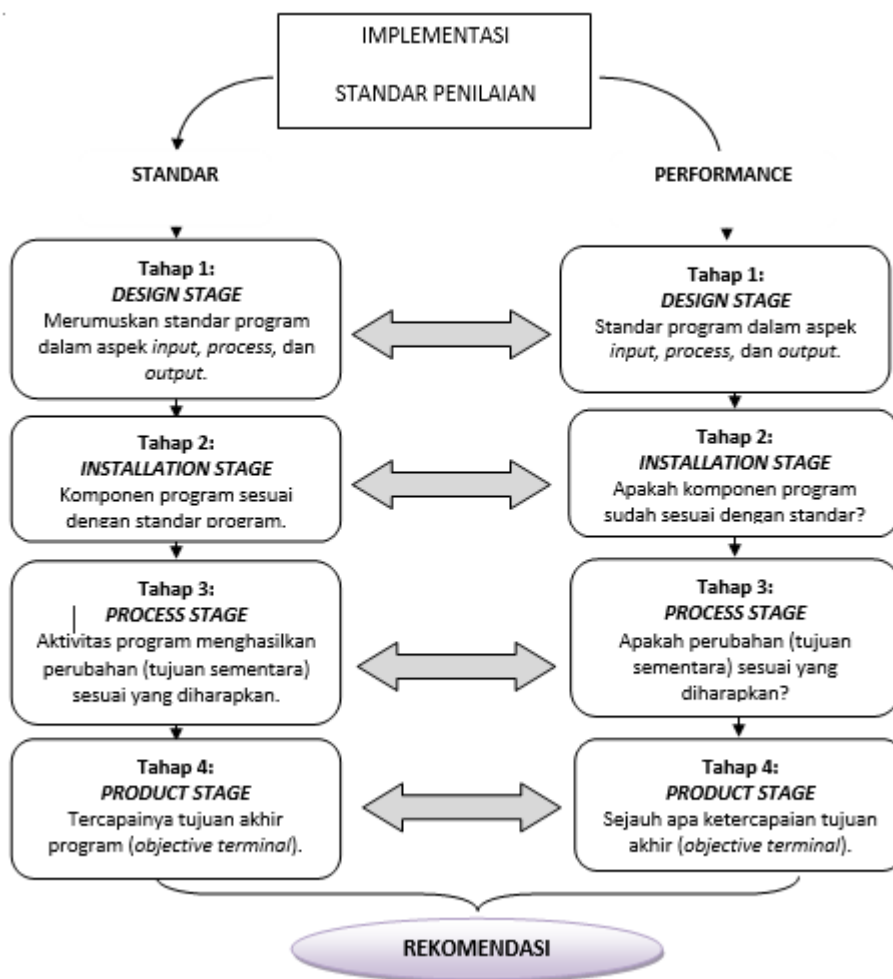 IMPLEMENTASI
STANDAR PENILAIAN
STANDAR
PERFORMANCE
Tahap 1:
DESIGN STAGE
Merumuskan standar program
dalam aspek input, process, dan
output.
Tahap 1:
DESIGN STAGE
Standar program dalam aspek
input, process, dan output.
Tahap 2:
INSTALLATION STAGE
Komponen program sesuai
dengan standar program.
Tahap 2:
INSTALLATION STAGE
Apakah komponen program
sudah sesuai dengan standar?
Tahap 3:
PROCESS STAGE
Aktivitas program menghasilkan
perubahan (tujuan sementara)
sesuai yang diharapkan.
Tahap 3:
PROCESS STAGE
Apakah perubahan (tujuan
sementara) sesuai yang
diharapkan?
Tahap 4:
PRODUCT STAGE
Tercapainya tujuan akhir
program (objective terminal).
Tahap 4:
PRODUCT STAGE
Sejauh apa ketercapaian tujuan
akhir (objective terminal).
REKOMENDASI